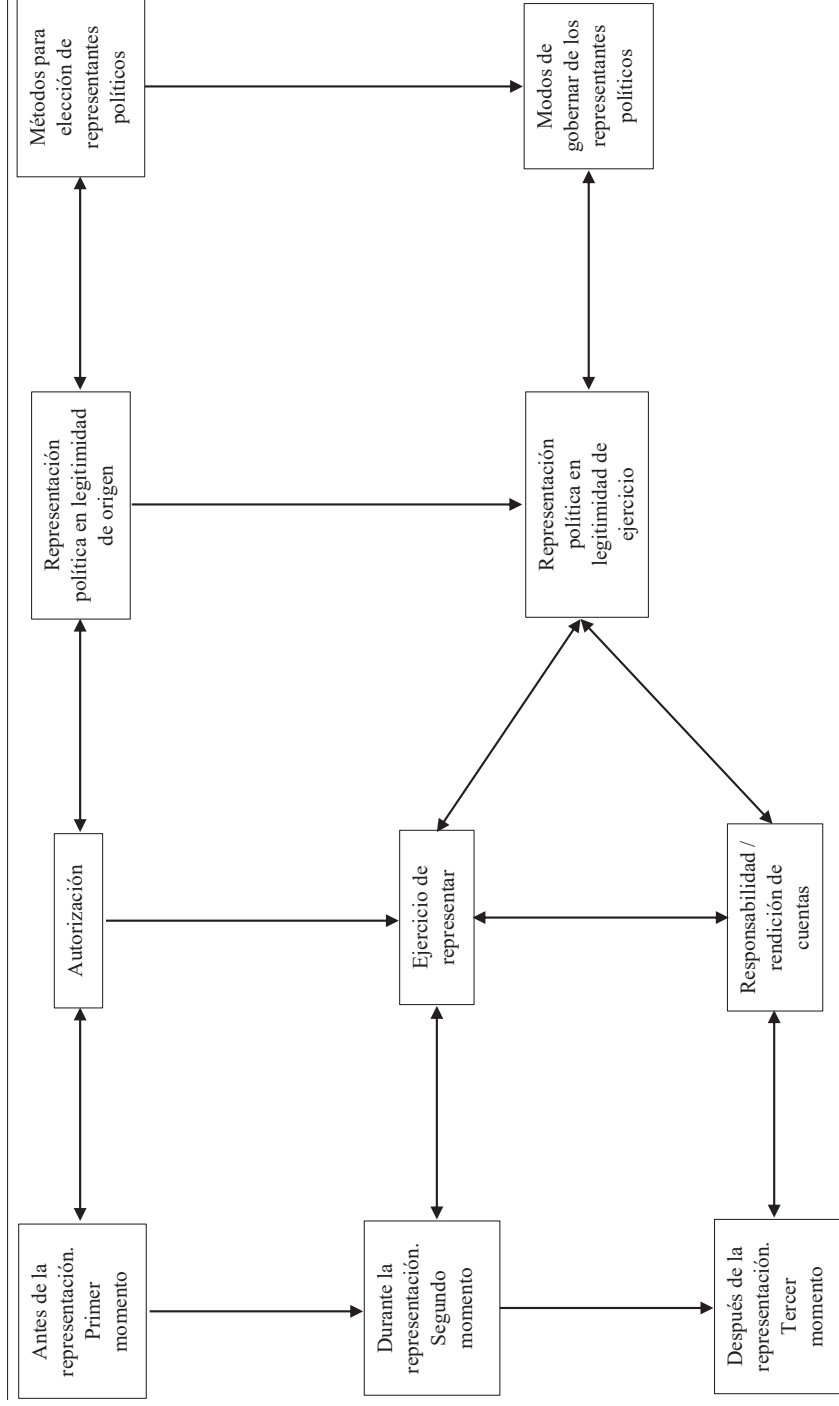 Antes de la
representación.
Primer
momento
Autorización
Representación
política en legitimidad
de origen
Métodos para
elección de
representantes
políticos
Durante la
representación.
Segundo
momento
Ejercicio de
representar
Representación
política en
legitimidad de
ejercicio
Modos de
gobernar de los
representantes
políticos
Después de la
representación.
Tercer
momento
Responsabilidad /
rendición de
cuentas